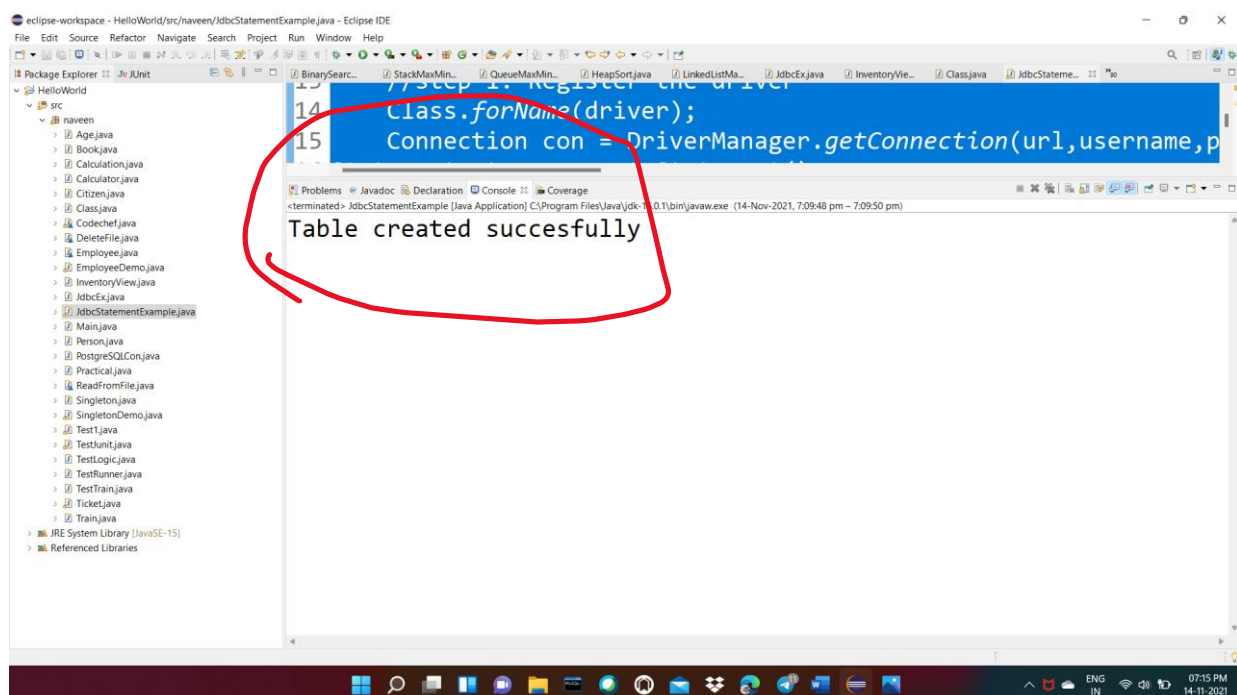 eclipse-workspace - HelloWorld/src/naveen/JdbcStatementExample.java - Eclipse IDE
File Edit Source Refactor Navigate Search Project Run Window Help
Package Explorer JUnit
BinarySearc... StackMaxMin... QueueMaxMin... HeapSort.java LinkedListMa... JdbcEx.java InventoryVie... Class.java JdbcStateme...
HelloWorld
src
naveen
Age.java
Book.java
Calculation.java
Calculator.java
Citizen.java
Class.java
Codechef.java
DeleteFile.java
Employee.java
EmployeeDemo.java
InventoryView.java
JdbcEx.java
JdbcStatementExample.java
Main.java
Person.java
PostgreSQLCon.java
Practical.java
ReadFromFile.java
Singleton.java
SingletonDemo.java
Test1.java
TestJunit.java
TestLogic.java
TestRunner.java
TestTrain.java
Ticket.java
Train.java
JRE System Library [JavaSE-15]
Referenced Libraries
13 //Step 1: Register the driver
14 Class.forName(driver);
15 Connection con = DriverManager.getConnection(url,username,p
Problems Javadoc Declaration Console Coverage
<terminated> JdbcStatementExample [Java Application] C:\Program Files\Java\jdk-15.0.1\bin\javaw.exe (14-Nov-2021, 7:09:48 pm – 7:09:50 pm)
Table created succesfully
ENG
IN
07:15 PM
14-11-2021